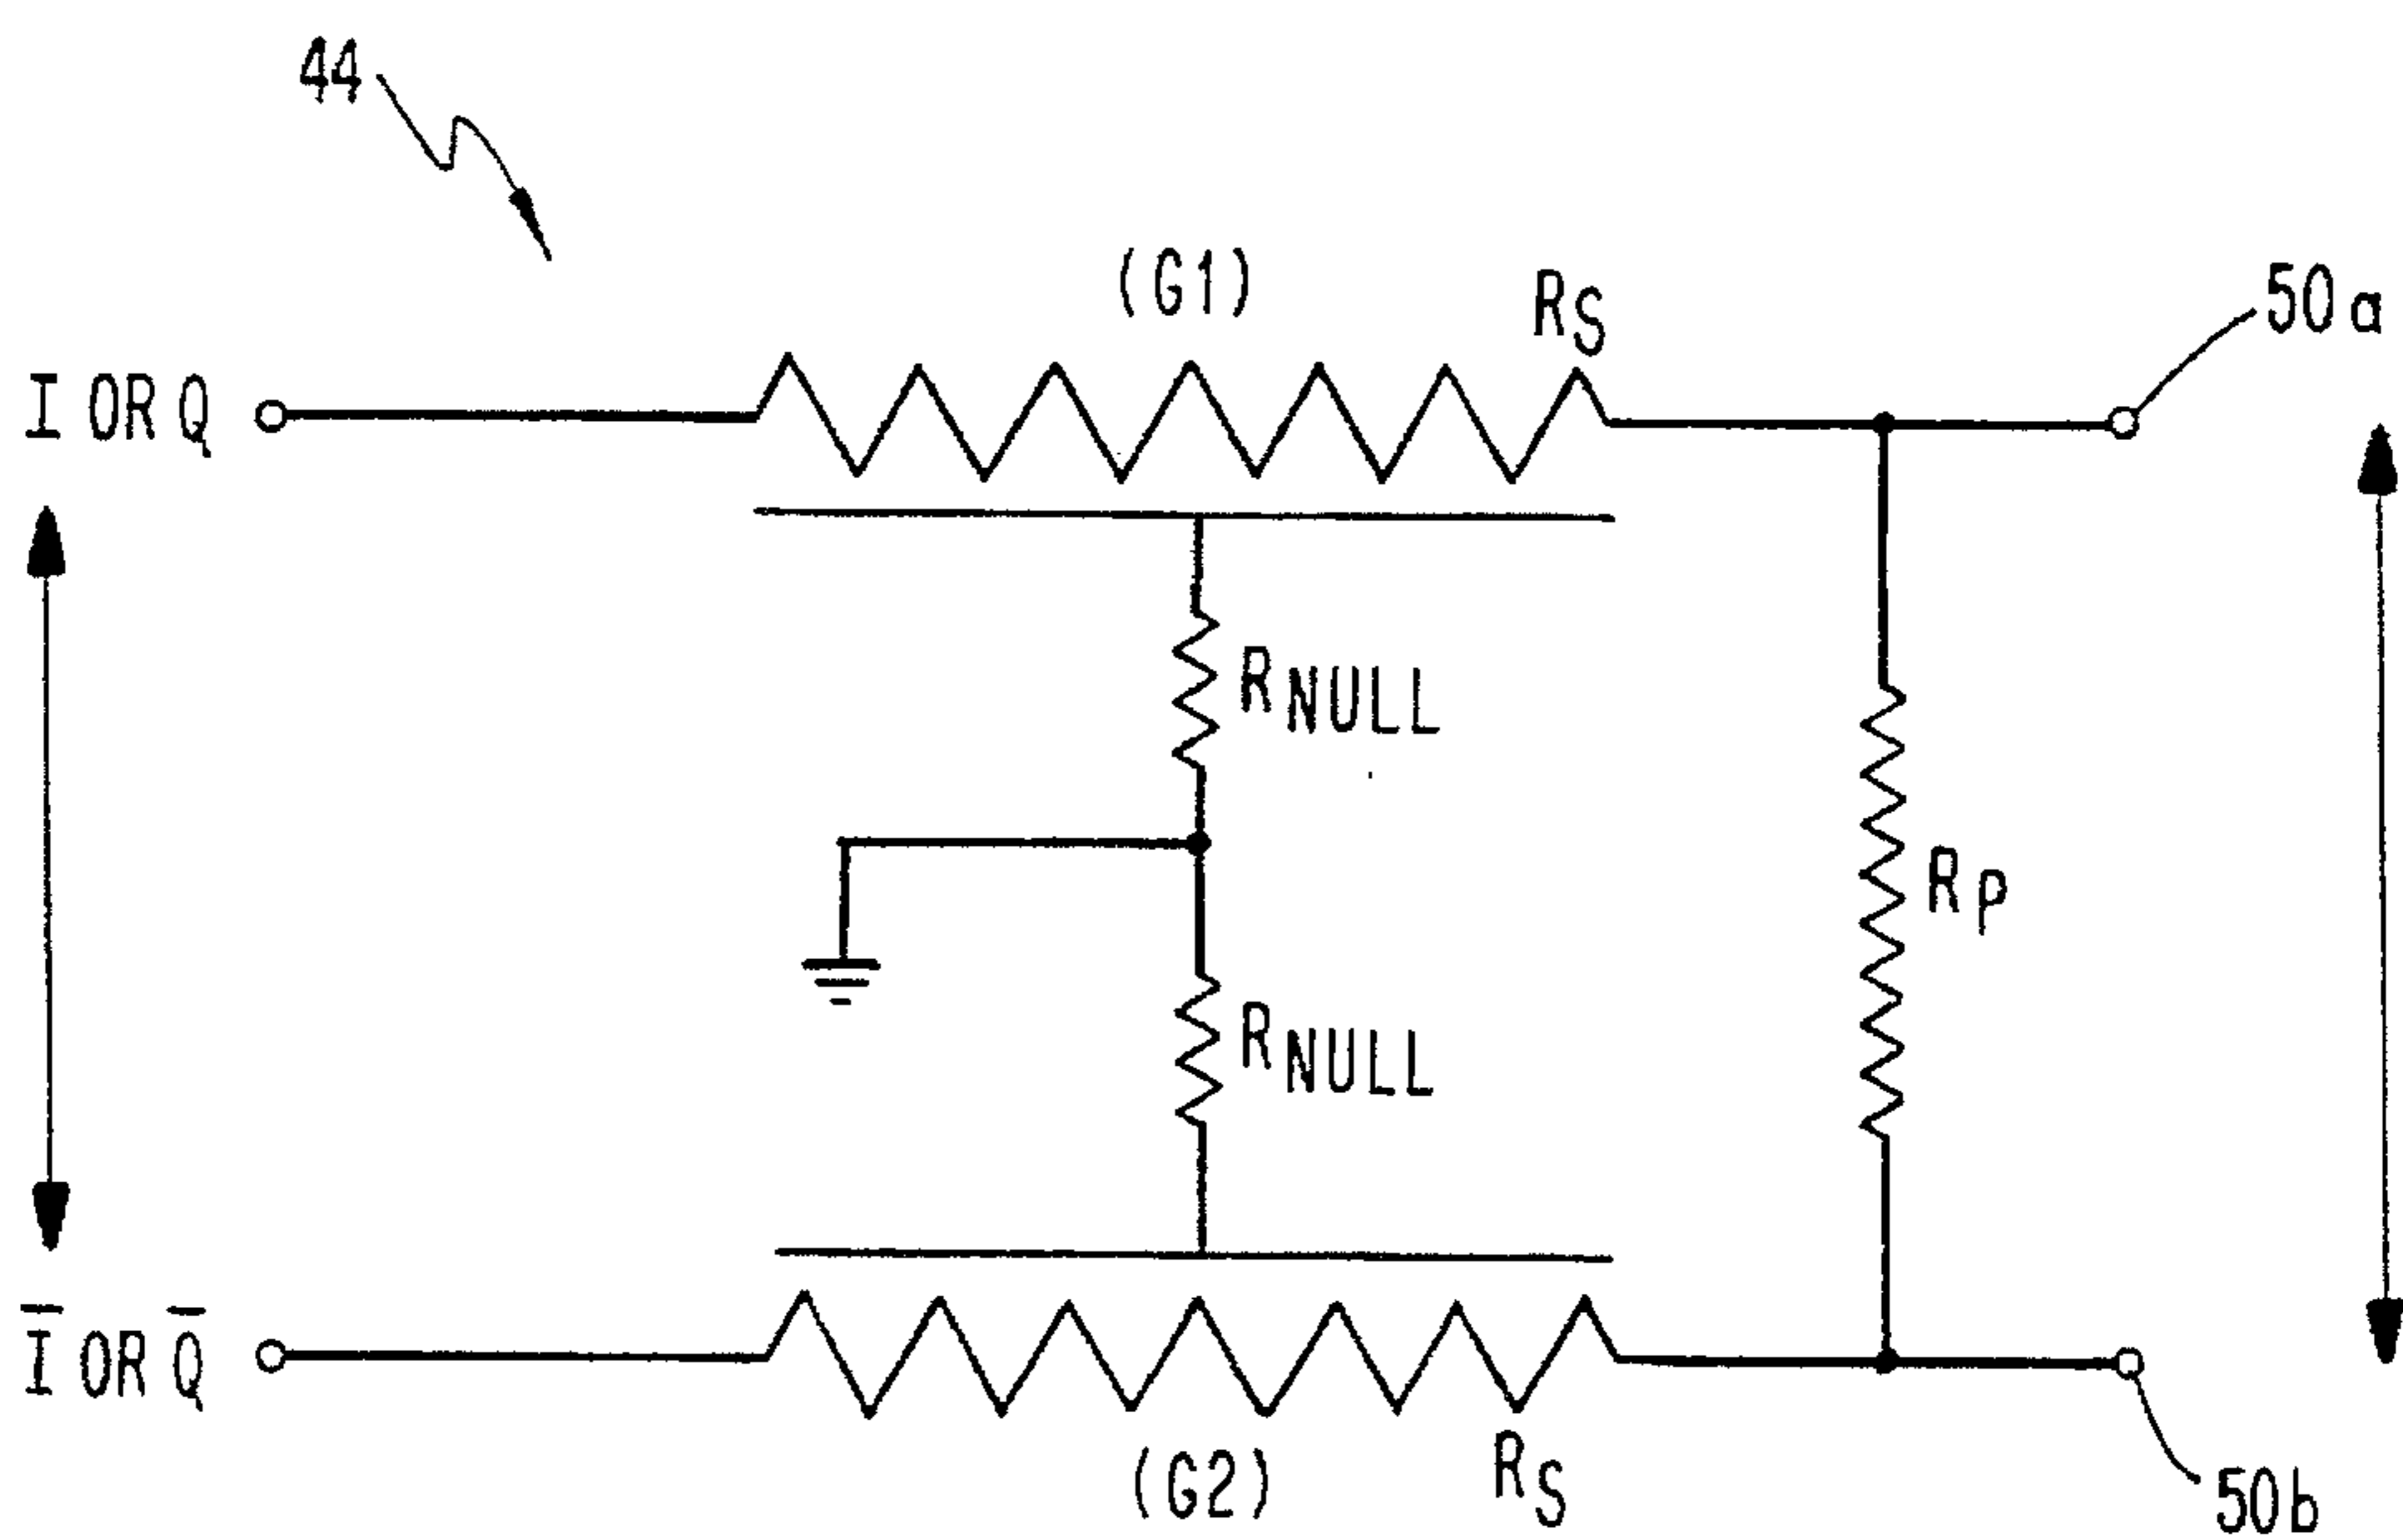 44
(G1)
RS
50a
I OR Q
RNULL
RP
RNULL
I̅ OR Q̅
(G2)
RS
50b